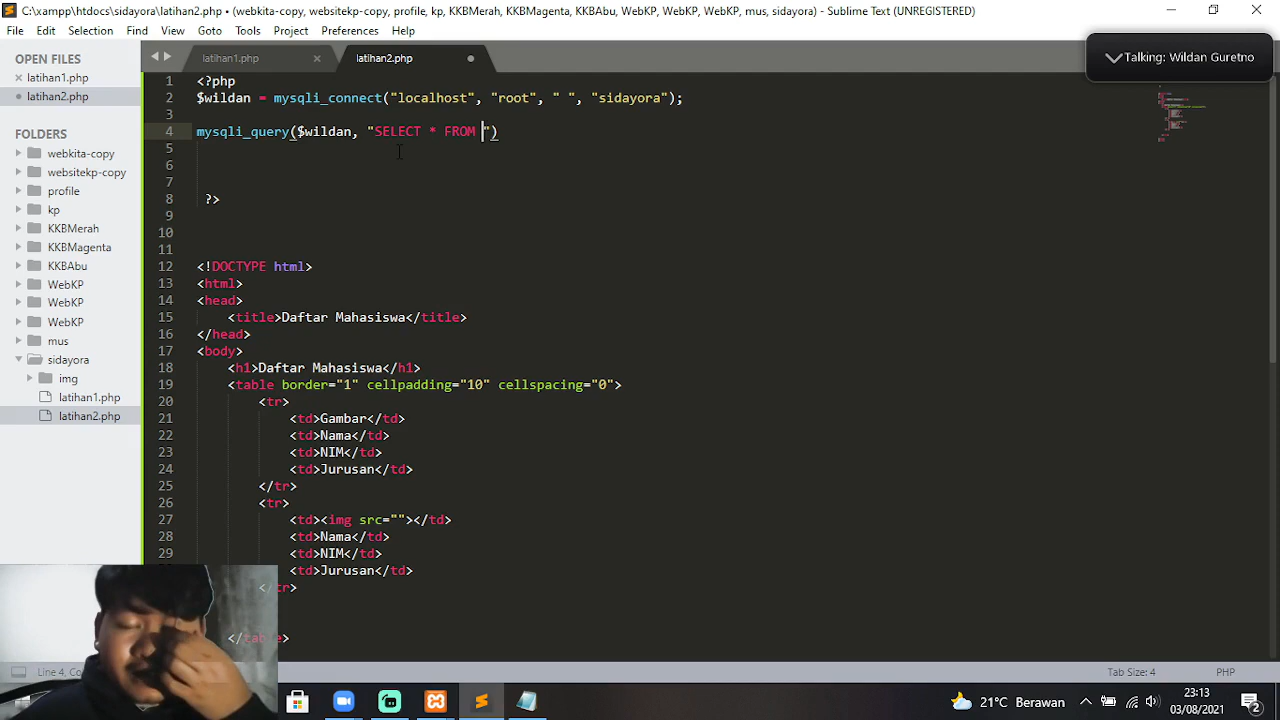 C:\xampp\htdocs\sidayora\latihan2.php • (webkita-copy, websitekp-copy, profile, kp, KKBMerah, KKBMagenta, KKBAbu, WebKP, WebKP, WebKP, mus, sidayora) - Sublime Text (UNREGISTERED)
File Edit Selection Find View Goto Tools Project Preferences Help
Talking: Wildan Guretno
OPEN FILES
latihan1.php
latihan2.php
FOLDERS
webkita-copy
websitekp-copy
profile
kp
KKBMerah
KKBMagenta
KKBAbu
WebKP
WebKP
WebKP
mus
sidayora
img
latihan1.php
latihan2.php
latihan1.php
latihan2.php
1 <?php
2 $wildan = mysqli_connect("localhost", "root", " ", "sidayora");
3
4 mysqli_query($wildan, "SELECT * FROM ")
5
6
7
8 ?>
9
10
11
12 <!DOCTYPE html>
13 <html>
14 <head>
15 <title>Daftar Mahasiswa</title>
16 </head>
17 <body>
18 <h1>Daftar Mahasiswa</h1>
19 <table border="1" cellpadding="10" cellspacing="0">
20 <tr>
21 <td>Gambar</td>
22 <td>Nama</td>
23 <td>NIM</td>
24 <td>Jurusan</td>
25 </tr>
26 <tr>
27 <td><img src=""></td>
28 <td>Nama</td>
29 <td>NIM</td>
<td>Jurusan</td>
</tr>
</table>
Line 4,
Tab Size: 4
PHP
21°C Berawan
23:13
03/08/2021
2